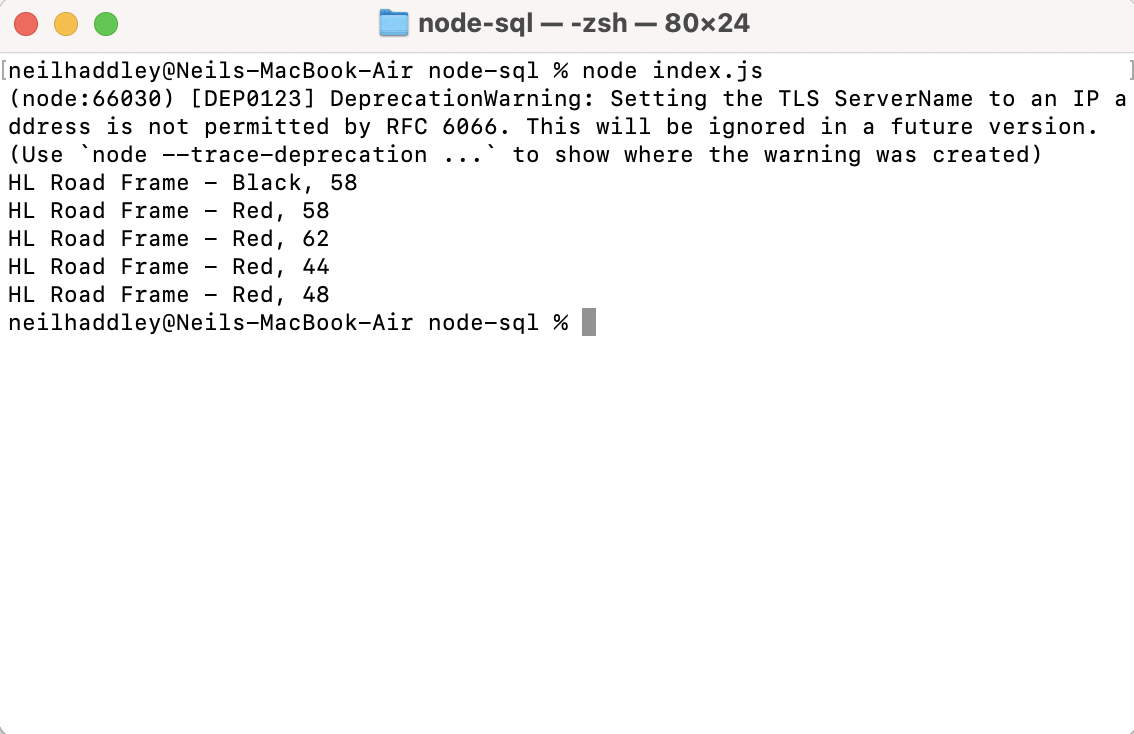 node-sql — -zsh — 80×24
[neilhaddley@Neils-MacBook-Air node-sql % node index.js ]
(node:66030) [DEP0123] DeprecationWarning: Setting the TLS ServerName to an IP a
ddress is not permitted by RFC 6066. This will be ignored in a future version.
(Use `node --trace-deprecation ...` to show where the warning was created)
HL Road Frame - Black, 58
HL Road Frame - Red, 58
HL Road Frame - Red, 62
HL Road Frame - Red, 44
HL Road Frame - Red, 48
neilhaddley@Neils-MacBook-Air node-sql %